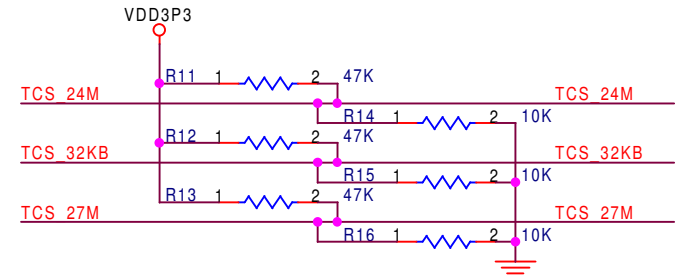 VDD3P3
R11 1 2 47K
TCS_24M TCS_24M
R14 1 2 10K
R12 1 2 47K
TCS_32KB TCS_32KB
R15 1 2 10K
R13 1 2 47K
TCS_27M TCS_27M
R16 1 2 10K